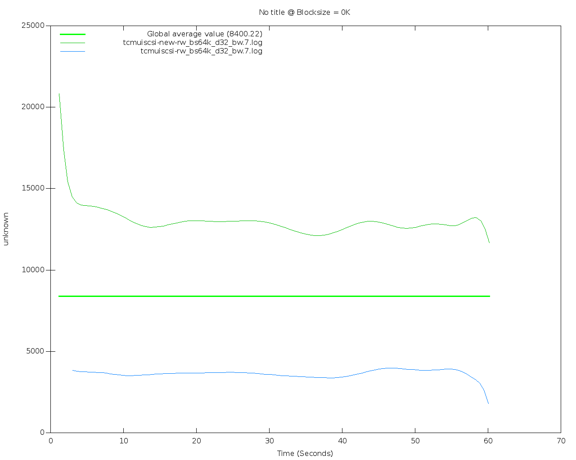 No title @ Blocksize = 0K
25000
Global average value (8400.22)
tcmuiscsi-new-rw_bs64k_d32_bw.7.log
tcmuiscsi-rw_bs64k_d32_bw.7.log
20000
15000
unknown
10000
5000
0
0 10 20 30 40 50 60 70
Time (Seconds)